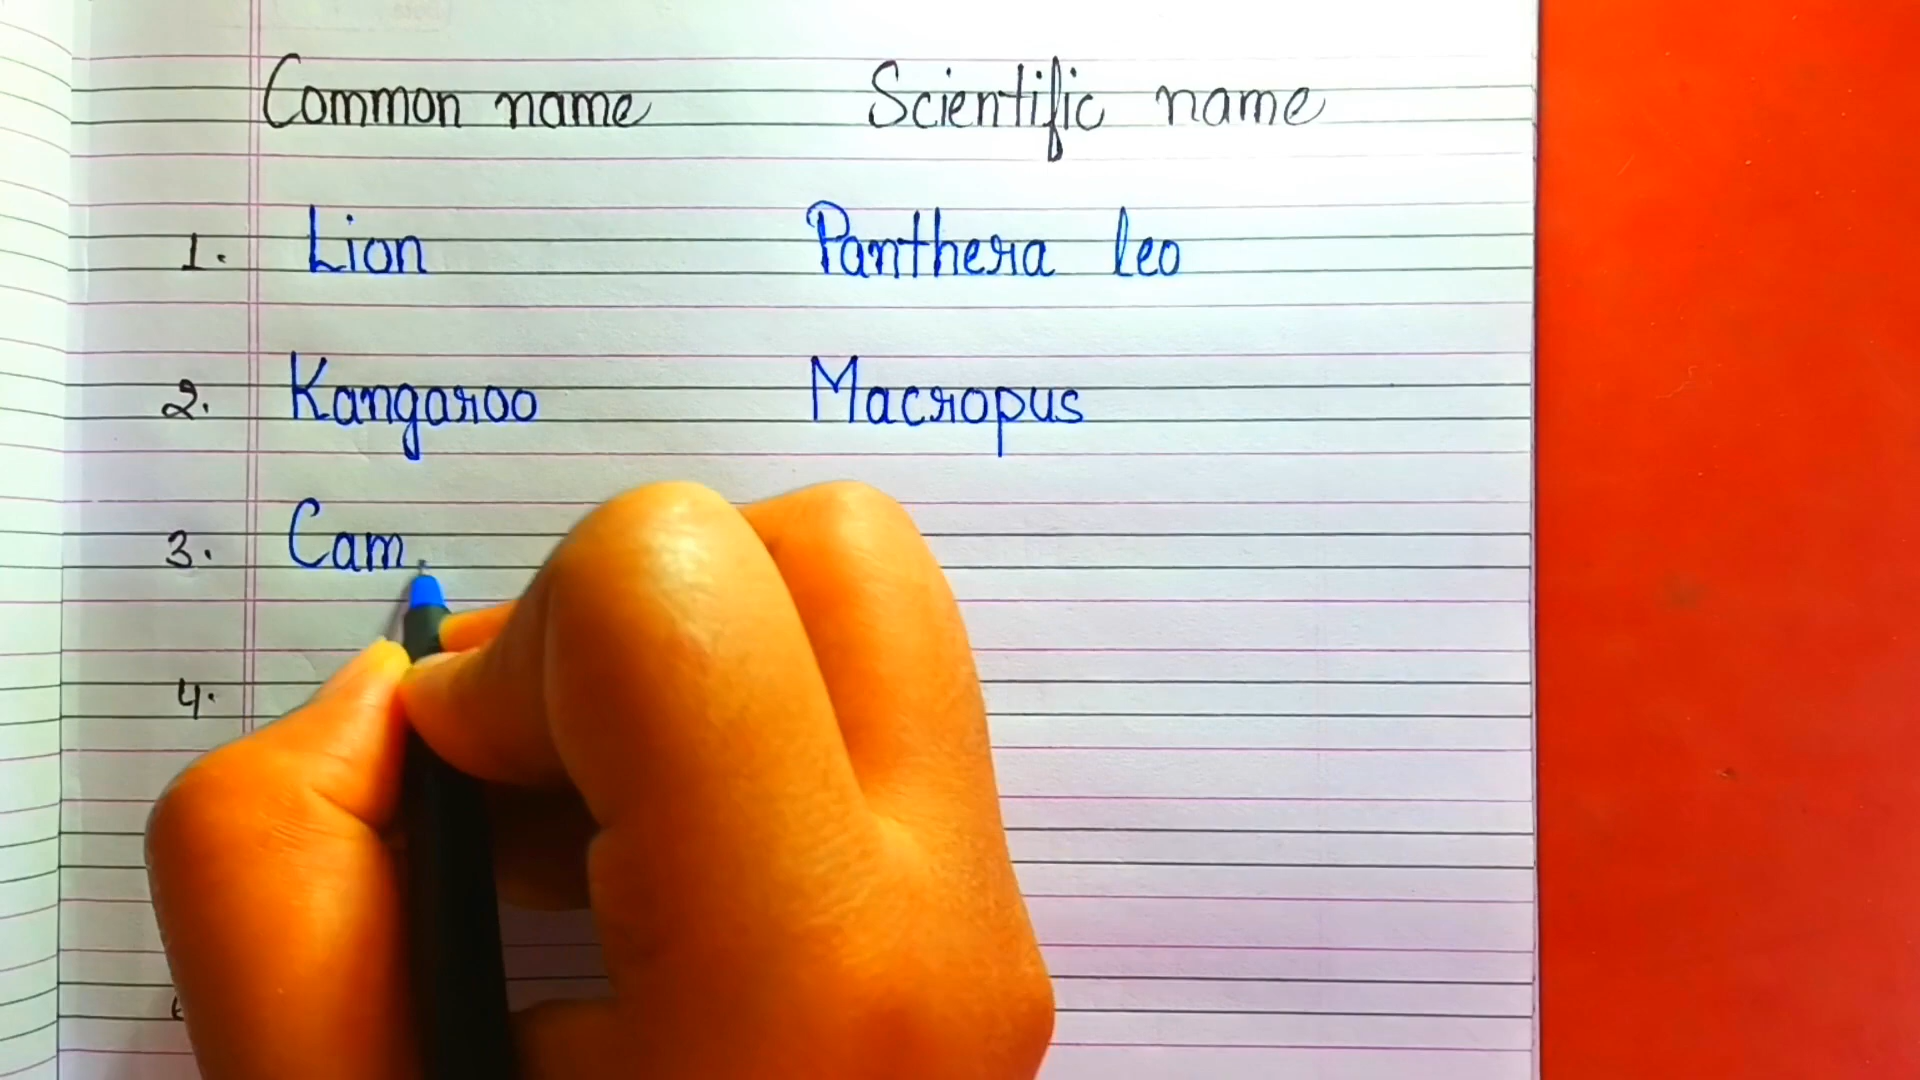 Common name Scientific name
1. Lion Panthera leo
2. Kangaroo Macropus
3. Cam
4.